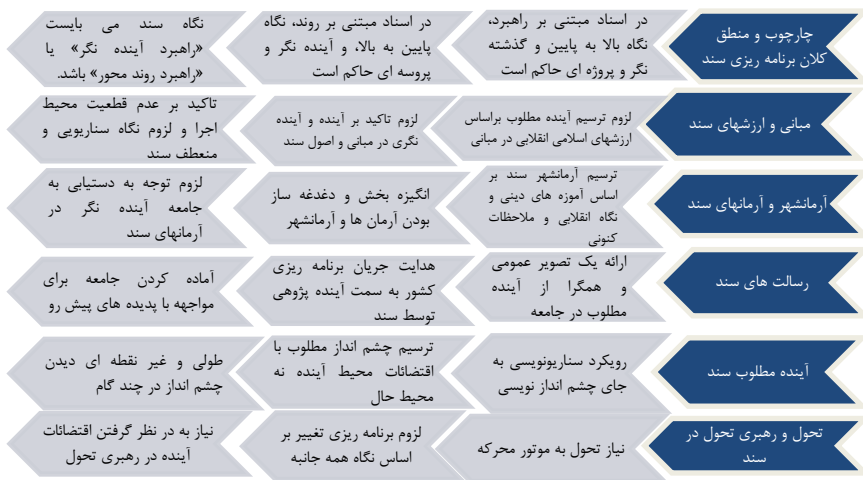 چارچوب و منطق
کلان برنامه ریزی سند
در اسناد مبتنی بر راهبرد،
نگاه بالا به پایین و گذشته
نگر و پروژه ای حاکم است
در اسناد مبتنی بر روند، نگاه
پایین به بالا، و آینده نگر و
پروسه ای حاکم است
نگاه سند می بایست
«راهبرد آینده نگر» یا
«راهبرد روند محور» باشد.
مبانی و ارزشهای سند
لزوم ترسیم آینده مطلوب براساس
ارزشهای اسلامی انقلابی در مبانی
لزوم تاکید بر آینده و آینده
نگری در مبانی و اصول سند
تاکید بر عدم قطعیت محیط
اجرا و لزوم نگاه سناریویی و
منعطف سند
آرمانشهر و آرمانهای سند
ترسیم آرمانشهر سند بر
اساس آموزه های دینی و
نگاه انقلابی و ملاحظات
کنونی
انگیزه بخش و دغدغه ساز
بودن آرمان ها و آرمانشهر
لزوم توجه به دستیابی به
جامعه آینده نگر در
آرمانهای سند
رسالت های سند
ارائه یک تصویر عمومی
و همگرا از آینده
مطلوب در جامعه
هدایت جریان برنامه ریزی
کشور به سمت آینده پژوهی
توسط سند
آماده کردن جامعه برای
مواجهه با پدیده های پیش رو
آینده مطلوب سند
رویکرد سناریونویسی به
جای چشم انداز نویسی
ترسیم چشم انداز مطلوب با
اقتضائات محیط آینده نه
محیط حال
طولی و غیر نقطه ای دیدن
چشم انداز در چند گام
تحول و رهبری تحول در
سند
نیاز تحول به موتور محرکه
لزوم برنامه ریزی تغییر بر
اساس نگاه همه جانبه
نیاز به در نظر گرفتن اقتضائات
آینده در رهبری تحول